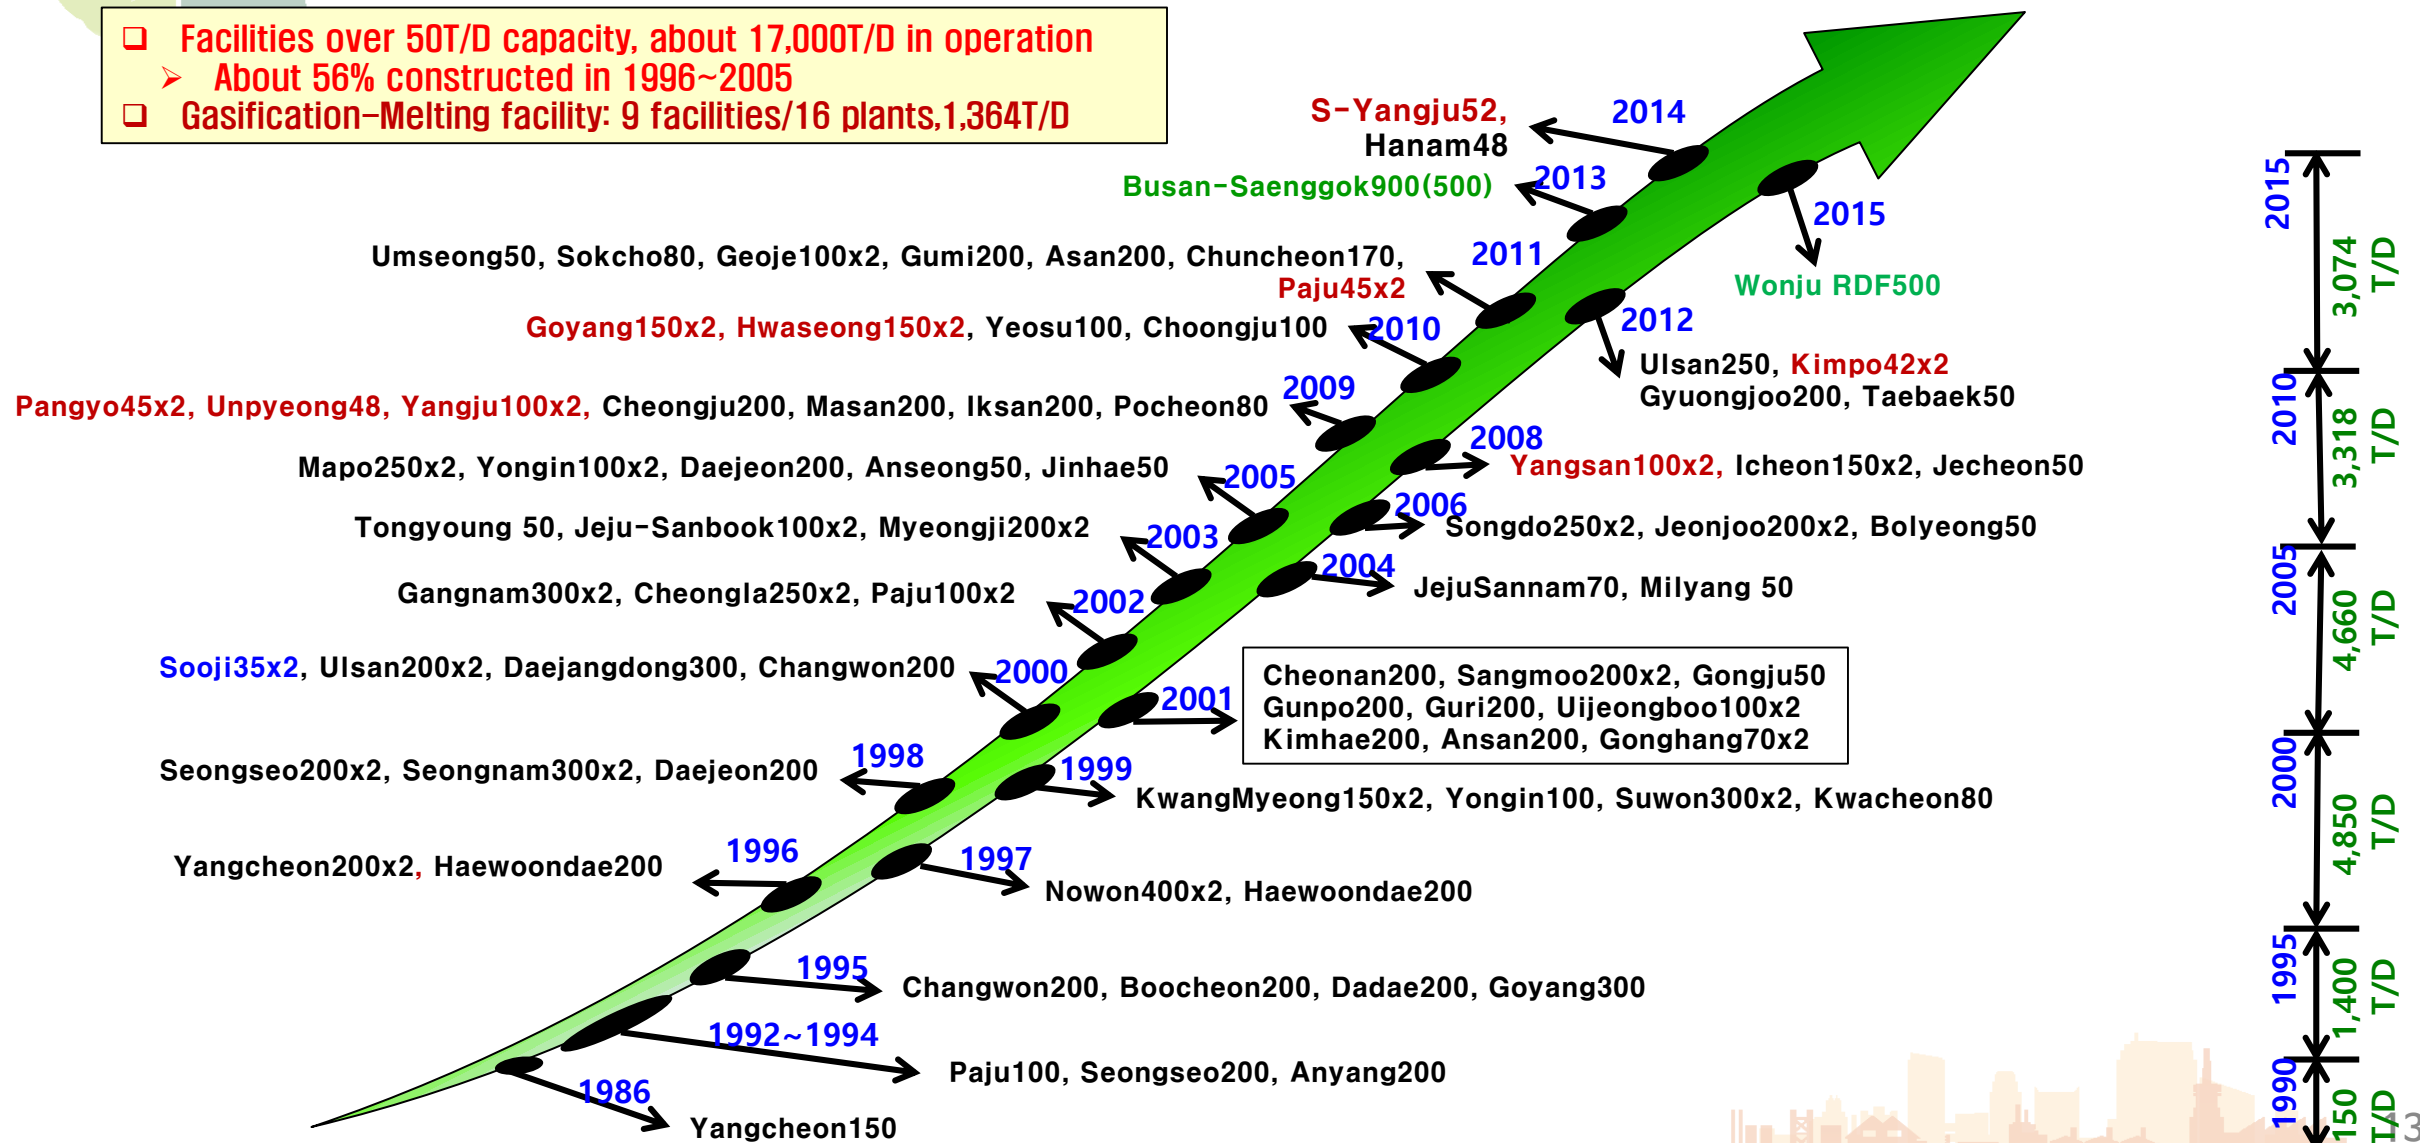 ❑ Facilities over 50T/D capacity, about 17,000T/D in operation
➢ About 56% constructed in 1996~2005
❑ Gasification-Melting facility: 9 facilities/16 plants,1,364T/D
S-Yangju52,
Hanam48
2014
Busan-Saenggok900(500)
2013
2015
Wonju RDF500
Umseong50, Sokcho80, Geoje100x2, Gumi200, Asan200, Chuncheon170,
Paju45x2
2011
Goyang150x2, Hwaseong150x2, Yeosu100, Choongju100
2010
2012
Ulsan250, Kimpo42x2
Gyuongjoo200, Taebaek50
2009
Pangyo45x2, Unpyeong48, Yangju100x2, Cheongju200, Masan200, Iksan200, Pocheon80
2008
Yangsan100x2, Icheon150x2, Jecheon50
Mapo250x2, Yongin100x2, Daejeon200, Anseong50, Jinhae50
2005
2006
Songdo250x2, Jeonjoo200x2, Bolyeong50
Tongyoung 50, Jeju-Sanbook100x2, Myeongji200x2
2003
2004
JejuSannam70, Milyang 50
Gangnam300x2, Cheongla250x2, Paju100x2
2002
Sooji35x2, Ulsan200x2, Daejangdong300, Changwon200
2000
2001
Cheonan200, Sangmoo200x2, Gongju50
Gunpo200, Guri200, Uijeongboo100x2
Kimhae200, Ansan200, Gonghang70x2
1998
Seongseo200x2, Seongnam300x2, Daejeon200
1999
KwangMyeong150x2, Yongin100, Suwon300x2, Kwacheon80
1996
Yangcheon200x2, Haewoondae200
1997
Nowon400x2, Haewoondae200
1995
Changwon200, Boocheon200, Dadae200, Goyang300
1992~1994
Paju100, Seongseo200, Anyang200
1986
Yangcheon150
2015
3,074
T/D
2010
3,318
T/D
2005
4,660
T/D
2000
4,850
T/D
1995
1,400
T/D
1990
150
T/D
13